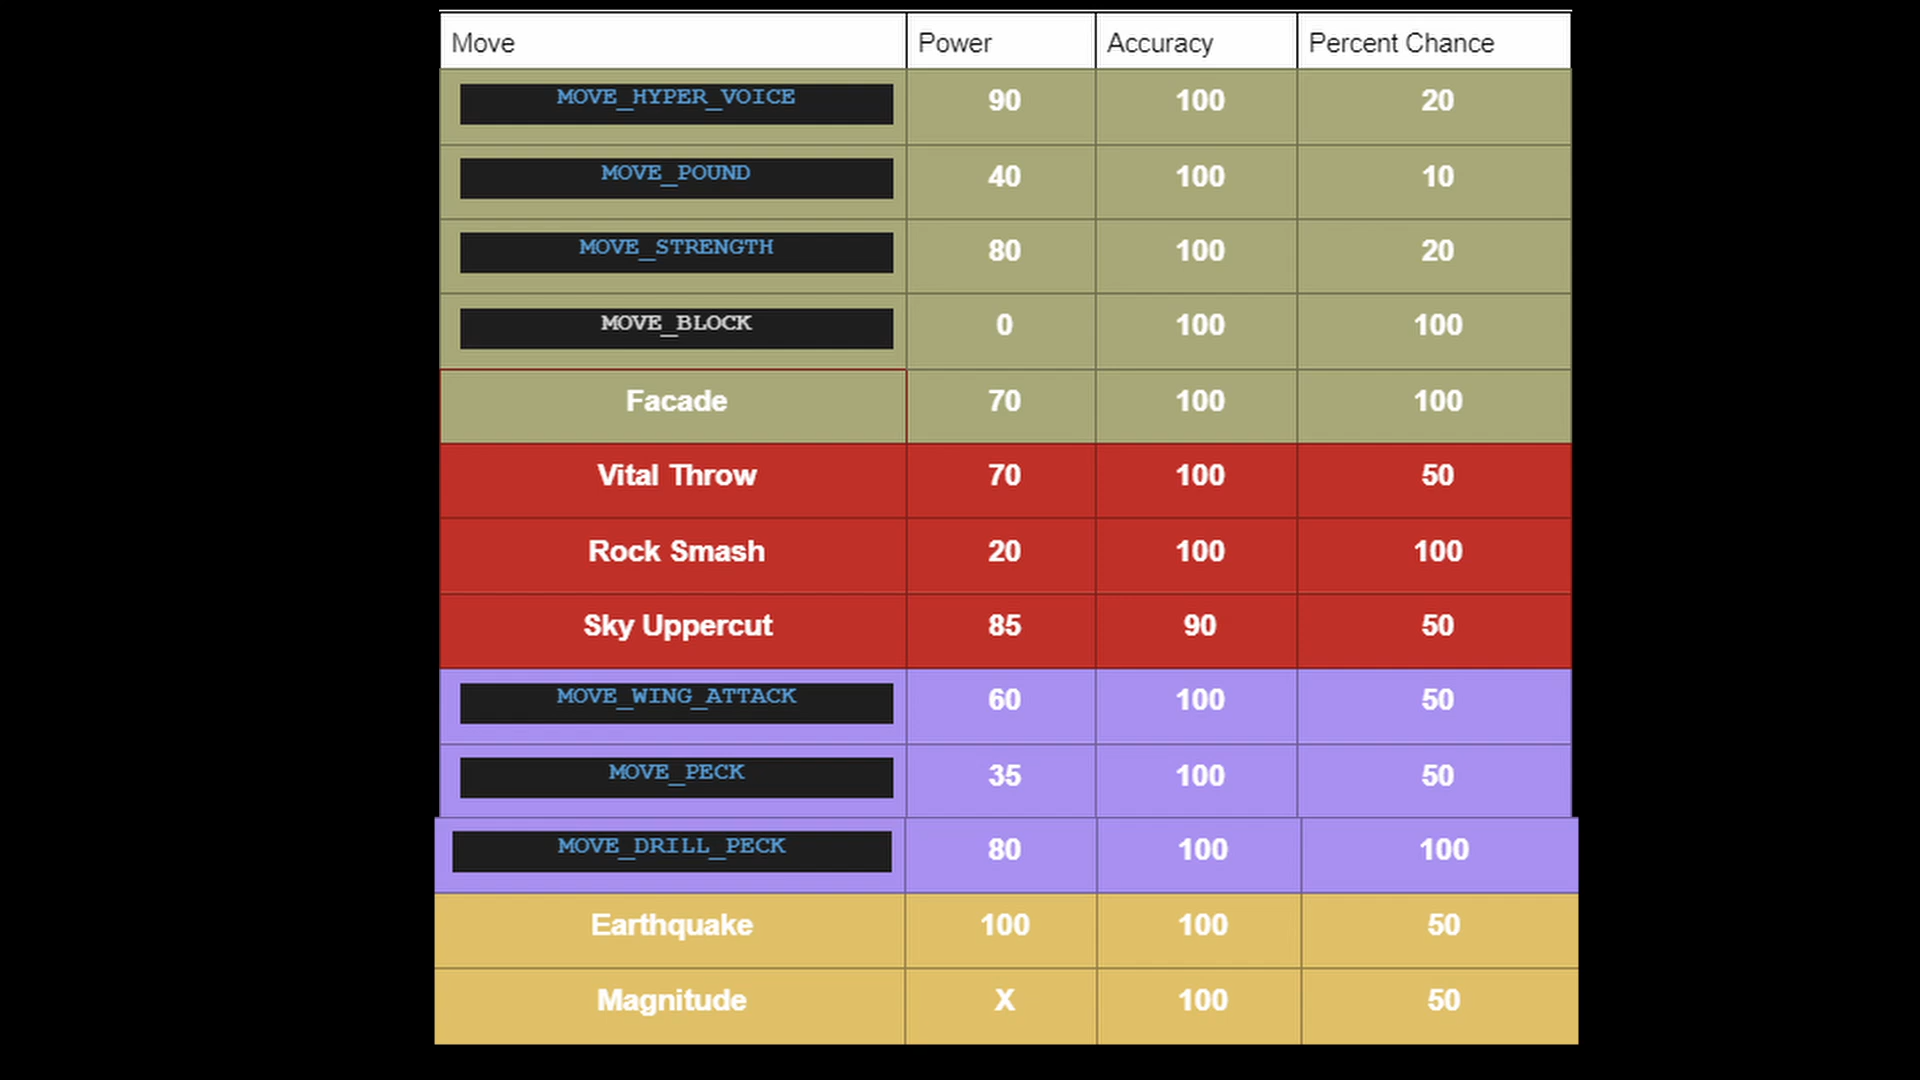 Move Power Accuracy Percent Chance
MOVE_HYPER_VOICE 90 100 20
MOVE_POUND 40 100 10
MOVE_STRENGTH 80 100 20
MOVE_BLOCK 0 100 100
Facade 70 100 100
Vital Throw 70 100 50
Rock Smash 20 100 100
Sky Uppercut 85 90 50
MOVE_WING_ATTACK 60 100 50
MOVE_PECK 35 100 50
MOVE_DRILL_PECK 80 100 100
Earthquake 100 100 50
Magnitude X 100 50